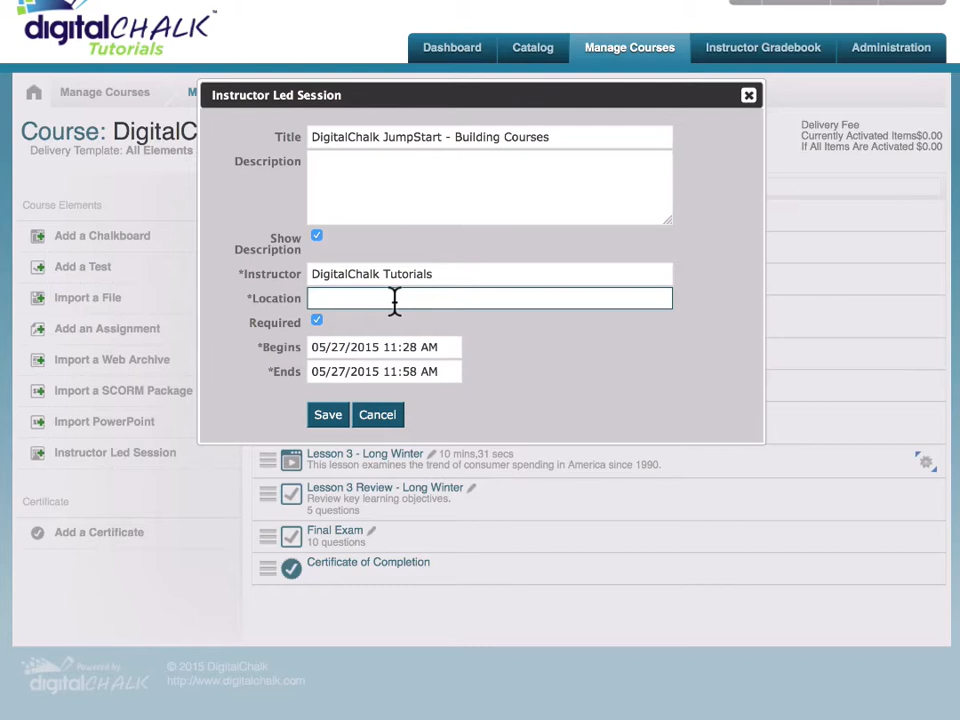 digitalCHALK™
Tutorials
Dashboard
Catalog
Manage Courses
Instructor Gradebook
Administration
Manage Courses
Instructor Led Session
Course: DigitalC
Delivery Template: All Elements
Delivery Fee
Currently Activated Items$0.00
If All Items Are Activated $0.00
Title
DigitalChalk JumpStart - Building Courses
Description
Show
Description
*Instructor
DigitalChalk Tutorials
*Location
Required
*Begins
05/27/2015 11:28 AM
*Ends
05/27/2015 11:58 AM
Save
Cancel
Course Elements
Add a Chalkboard
Add a Test
Import a File
Add an Assignment
Import a Web Archive
Import a SCORM Package
Import PowerPoint
Instructor Led Session
Certificate
Add a Certificate
Lesson 3 - Long Winter 10 mins,31 secs
This lesson examines the trend of consumer spending in America since 1990.
Lesson 3 Review - Long Winter
Review key learning objectives.
5 questions
Final Exam
10 questions
Certificate of Completion
Powered by
digitalCHALK
© 2015 DigitalChalk
http://www.digitalchalk.com